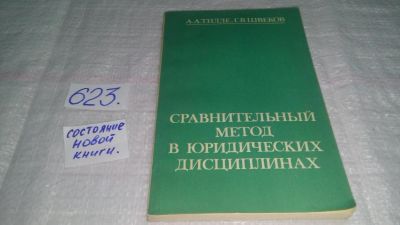 623.
СОСТОЯНИЕ
НОВОЙ
КНИГИ.
А.А.ТИЛЛЕ, Г.В.ШВЕКОВ
СРАВНИТЕЛЬНЫЙ
МЕТОД
В ЮРИДИЧЕСКИХ
ДИСЦИПЛИНАХ